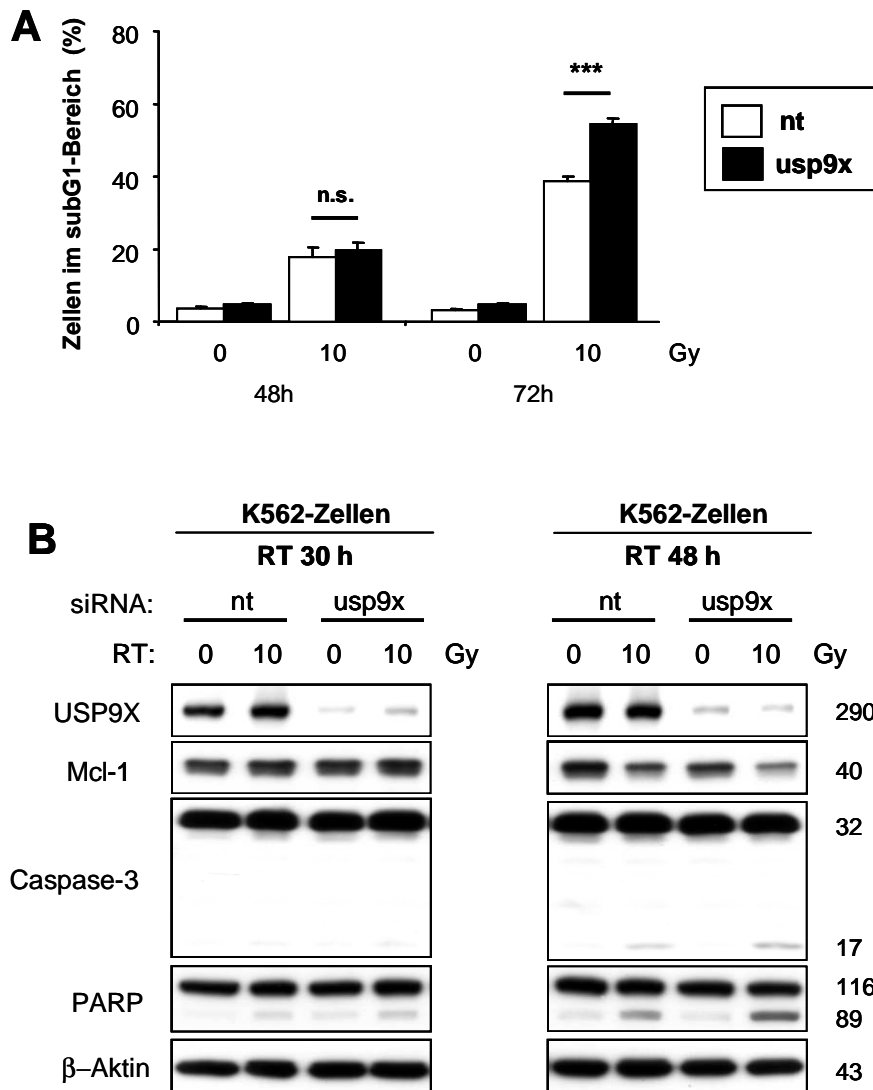 A
Zellen im subG1-Bereich (%)
80
60
40
20
0
n.s.
***
nt
usp9x
0 10 0 10 Gy
48h 72h
B
K562-Zellen K562-Zellen
RT 30 h RT 48 h
siRNA: nt usp9x nt usp9x
RT: 0 10 0 10 Gy 0 10 0 10 Gy
USP9X 290
Mcl-1 40
32
Caspase-3
17
116
PARP
89
β–Aktin 43